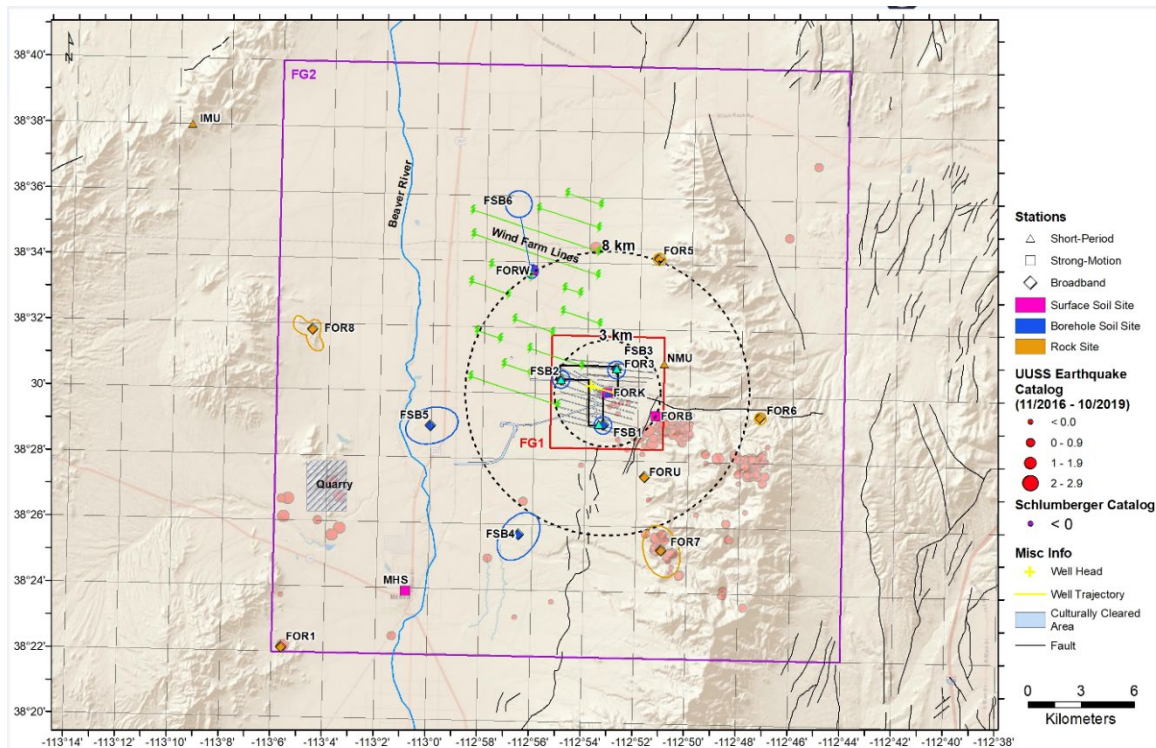 38°40'
38°38'
38°36'
38°34'
38°32'
30'
38°28'
38°26'
38°24'
38°22'
38°20'
N
FG2
IMU
Beaver River
FSB6
Wind Farm Lines
8 km
FOR5
FORW
FOR8
3 km
FSB3
NMU
FSB2
FOR3
FORK
FSB5
FORB
FOR6
FSB1
FG1
FORU
Quarry
FSB4
FOR7
MHS
FOR1
-113°14'
-113°10'
-113°9'
-113°6'
-113°4'
-113°0'
-112°58'
-112°56'
-112°54'
-112°52'
-112°50'
-112°50'
-112°46'
-112°44'
-112°42'
-112°40'
-112°38'
Stations
Short-Period
Strong-Motion
Broadband
Surface Soil Site
Borehole Soil Site
Rock Site
UUSS Earthquake
Catalog
(11/2016 - 10/2019)
< 0.0
0 - 0.9
1 - 1.9
2 - 2.9
Schlumberger Catalog
< 0
Misc Info
Well Head
Well Trajectory
Culturally Cleared
Area
Fault
0 3 6
Kilometers